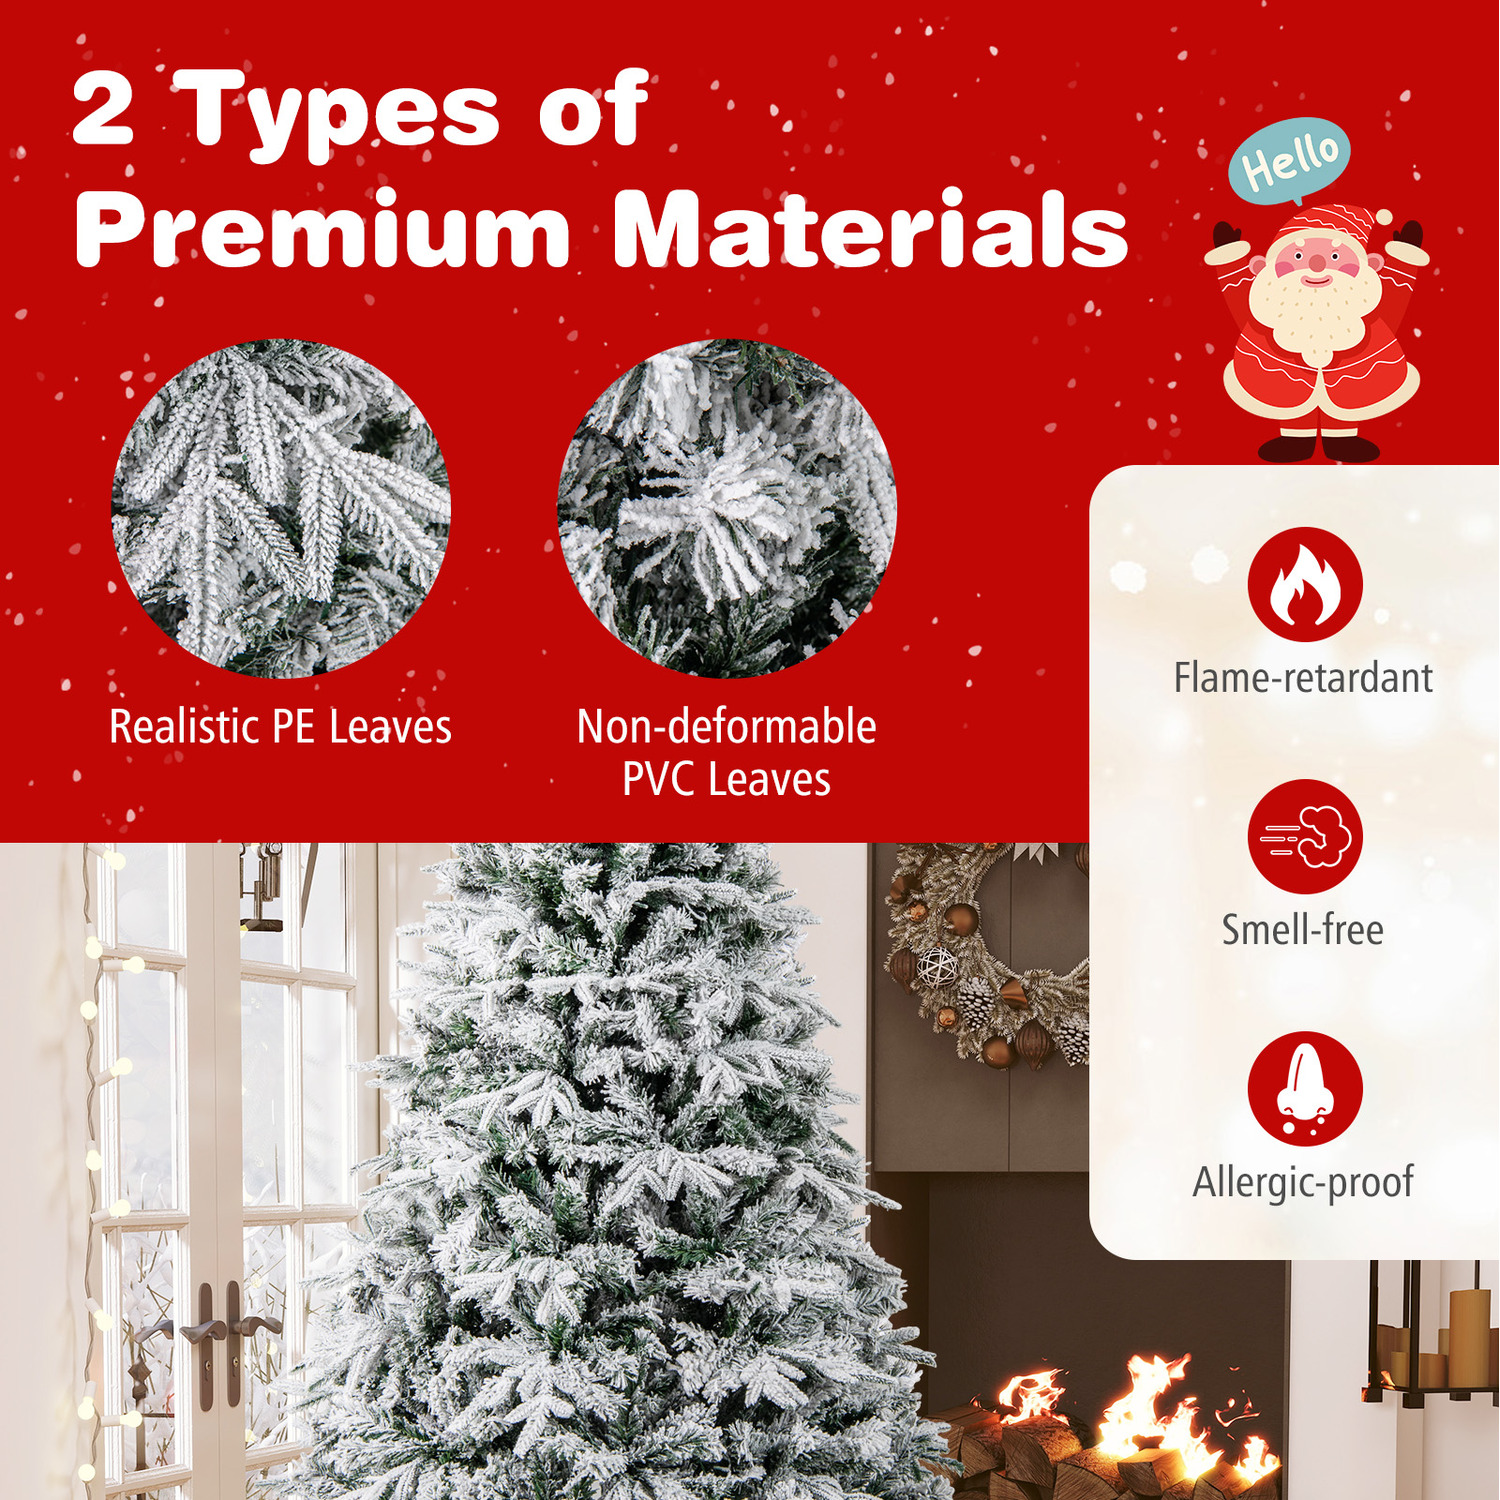 2 Types of
Premium Materials
Hello
Realistic PE Leaves
Non-deformable
PVC Leaves
Flame-retardant
Smell-free
Allergic-proof